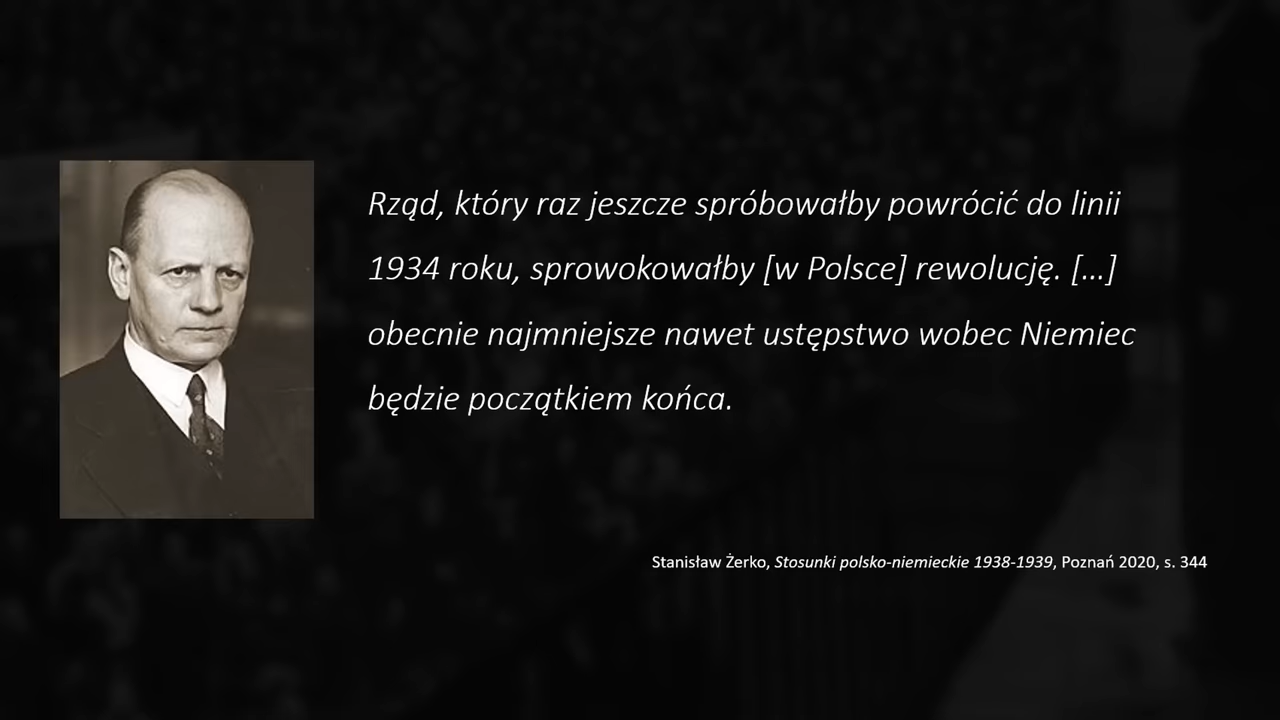 Rząd, który raz jeszcze spróbowałby powrócić do linii
1934 roku, sprowokowałby [w Polsce] rewolucję. [...]
obecnie najmniejsze nawet ustępstwo wobec Niemiec
będzie początkiem końca.
Stanisław Żerko, Stosunki polsko-niemieckie 1938-1939, Poznań 2020, s. 344